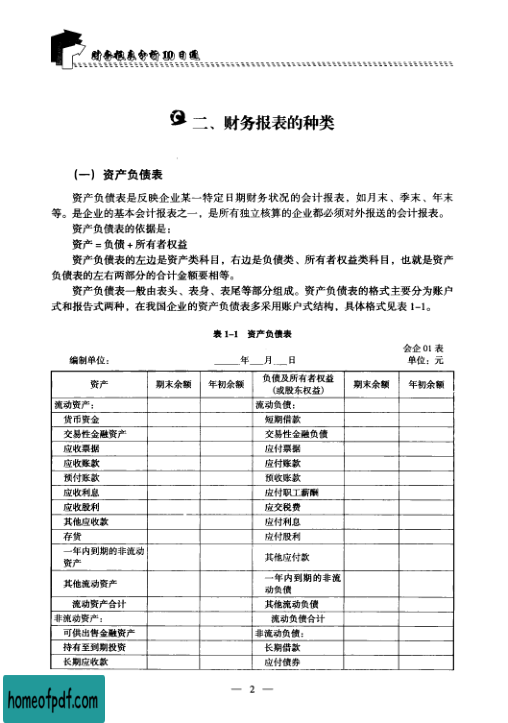 财务报表分析10日通
二、财务报表的种类
（一）资产负债表
资产负债表是反映企业某一特定日期财务状况的会计报表，如月末、季末、年末
等。是企业的基本会计报表之一，是所有独立核算的企业都必须对外报送的会计报表。
资产负债表的依据是：
资产 = 负债 + 所有者权益
资产负债表的左边是资产类科目，右边是负债类、所有者权益类科目，也就是资产
负债表的左右两部分的合计金额要相等。
资产负债表一般由表头、表身、表尾等部分组成。资产负债表的格式主要分为账户
式和报告式两种，在我国企业的资产负债表多采用账户式结构，具体格式见表 1-1。
表 1-1 资产负债表
会企 01 表
编制单位： ____年__月__日 单位：元
资产 期末余额 年初余额 负债及所有者权益 期末余额 年初余额
（或股东权益）
流动资产： 流动负债：
货币资金 短期借款
交易性金融资产 交易性金融负债
应收票据 应付票据
应收账款 应付账款
预付账款 预收账款
应收利息 应付职工薪酬
应收股利 应交税费
其他应收款 应付利息
存货 应付股利
一年内到期的非流动
资产 其他应付款
其他流动资产 一年内到期的非流
动负债
流动资产合计 其他流动负债
非流动资产： 流动负债合计
可供出售金融资产 非流动负债：
持有至到期投资 长期借款
长期应收款 应付债券
— 2 —
homeofpdf.com